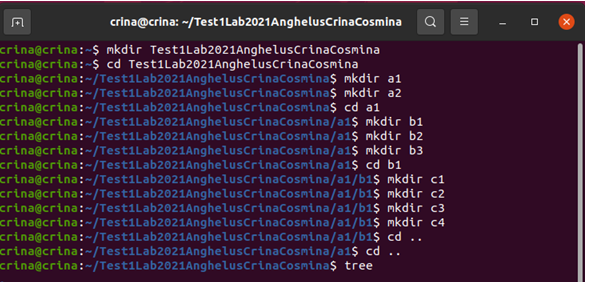 crina@crina: ~/Test1Lab2021AnghelusCrinaCosmina
crina@crina:~$ mkdir Test1Lab2021AnghelusCrinaCosmina
crina@crina:~$ cd Test1Lab2021AnghelusCrinaCosmina
crina@crina:~/Test1Lab2021AnghelusCrinaCosmina$ mkdir a1
crina@crina:~/Test1Lab2021AnghelusCrinaCosmina$ mkdir a2
crina@crina:~/Test1Lab2021AnghelusCrinaCosmina$ cd a1
crina@crina:~/Test1Lab2021AnghelusCrinaCosmina/a1$ mkdir b1
crina@crina:~/Test1Lab2021AnghelusCrinaCosmina/a1$ mkdir b2
crina@crina:~/Test1Lab2021AnghelusCrinaCosmina/a1$ mkdir b3
crina@crina:~/Test1Lab2021AnghelusCrinaCosmina/a1$ cd b1
crina@crina:~/Test1Lab2021AnghelusCrinaCosmina/a1/b1$ mkdir c1
crina@crina:~/Test1Lab2021AnghelusCrinaCosmina/a1/b1$ mkdir c2
crina@crina:~/Test1Lab2021AnghelusCrinaCosmina/a1/b1$ mkdir c3
crina@crina:~/Test1Lab2021AnghelusCrinaCosmina/a1/b1$ mkdir c4
crina@crina:~/Test1Lab2021AnghelusCrinaCosmina/a1/b1$ cd ..
crina@crina:~/Test1Lab2021AnghelusCrinaCosmina/a1$ cd ..
crina@crina:~/Test1Lab2021AnghelusCrinaCosmina$ tree